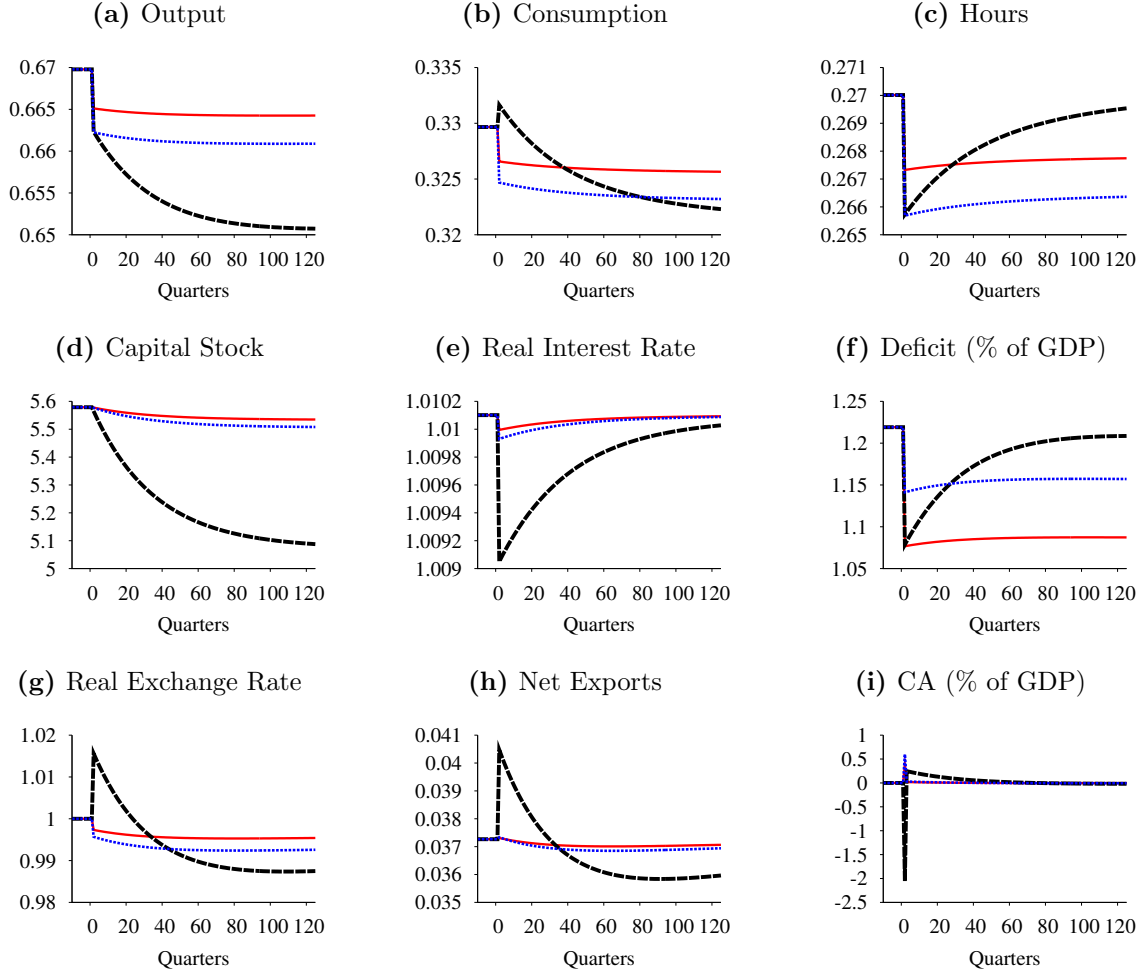 (a) Output
0.67
0.665
0.66
0.655
0.65
0 20 40 60 80 100 120
Quarters
(b) Consumption
0.335
0.33
0.325
0.32
0 20 40 60 80 100 120
Quarters
(c) Hours
0.271
0.27
0.269
0.268
0.267
0.266
0.265
0 20 40 60 80 100 120
Quarters
(d) Capital Stock
5.6
5.5
5.4
5.3
5.2
5.1
5
0 20 40 60 80 100 120
Quarters
(e) Real Interest Rate
1.0102
1.01
1.0098
1.0096
1.0094
1.0092
1.009
0 20 40 60 80 100 120
Quarters
(f) Deficit (% of GDP)
1.25
1.2
1.15
1.1
1.05
0 20 40 60 80 100 120
Quarters
(g) Real Exchange Rate
1.02
1.01
1
0.99
0.98
0 20 40 60 80 100 120
Quarters
(h) Net Exports
0.041
0.04
0.039
0.038
0.037
0.036
0.035
0 20 40 60 80 100 120
Quarters
(i) CA (% of GDP)
1
0.5
0
-0.5
-1
-1.5
-2
-2.5
0 20 40 60 80 100 120
Quarters